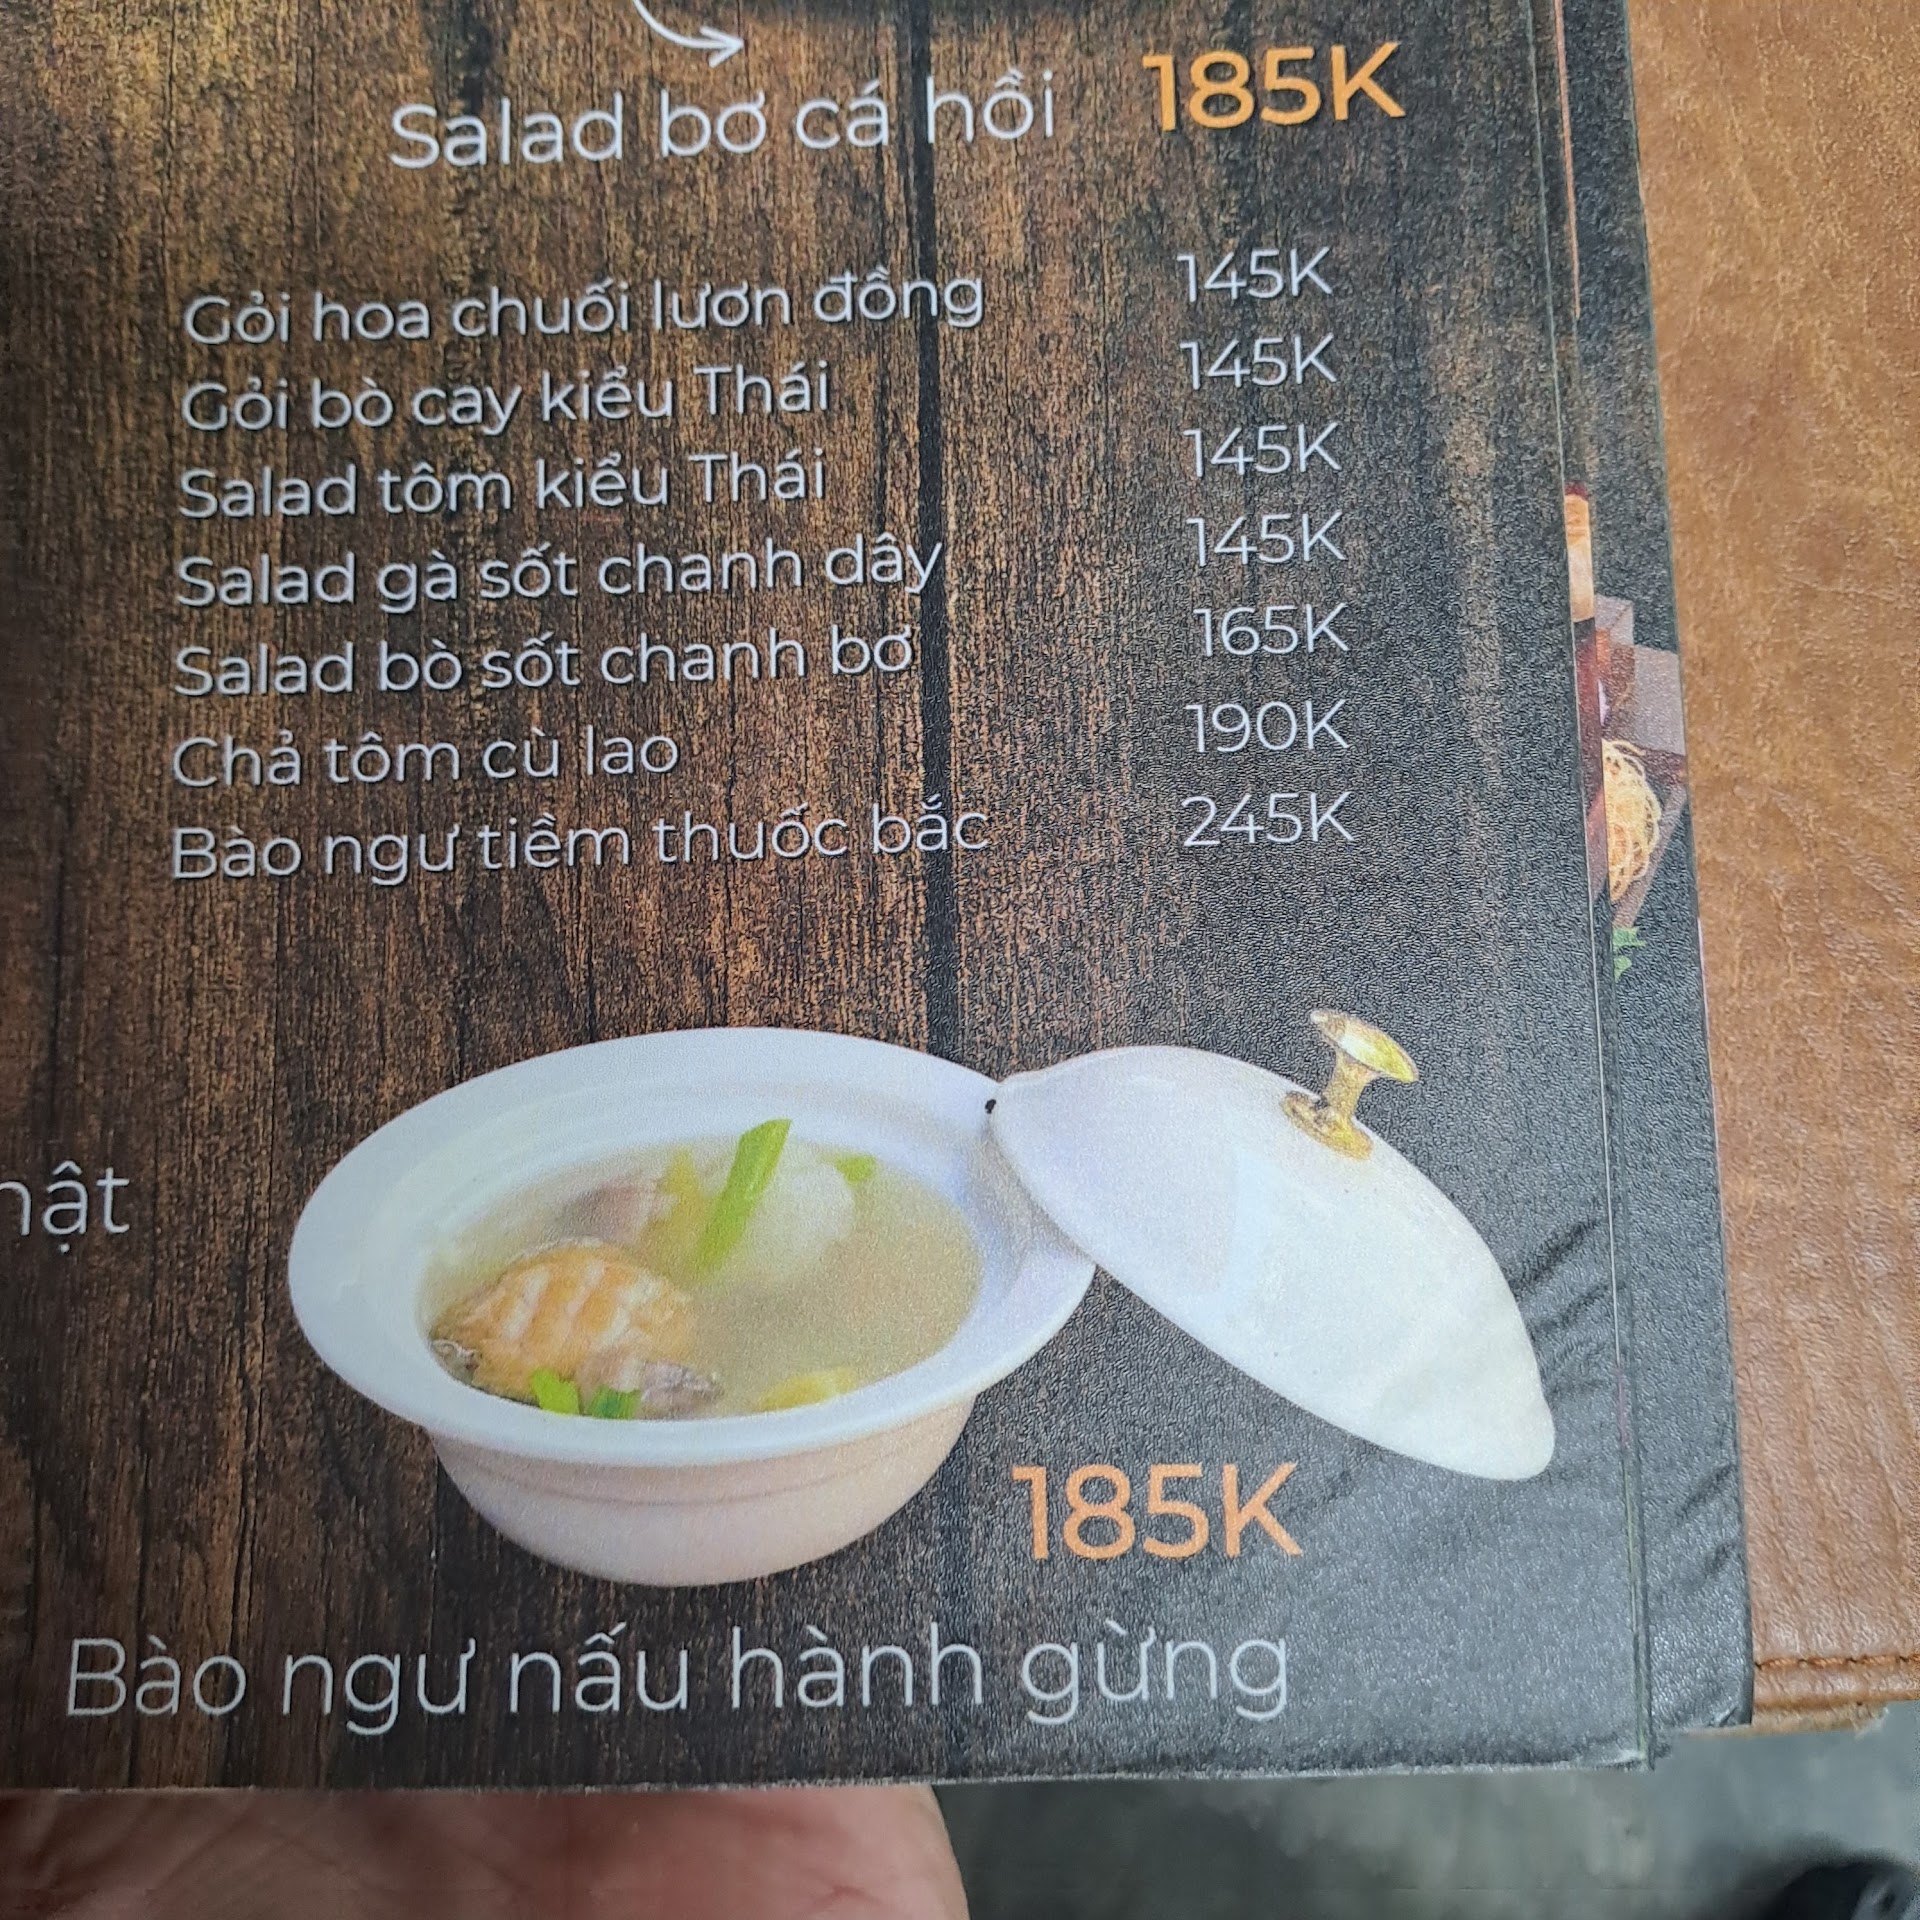 Salad bơ cá hồi 185K
Gỏi hoa chuối lươn đồng 145K
Gỏi bò cay kiểu Thái 145K
Salad tôm kiểu Thái 145K
Salad gà sốt chanh dây 145K
Salad bò sốt chanh bơ 165K
Chả tôm cù lao 190K
Bào ngư tiềm thuốc bắc 245K
185K
Bào ngư nấu hành gừng